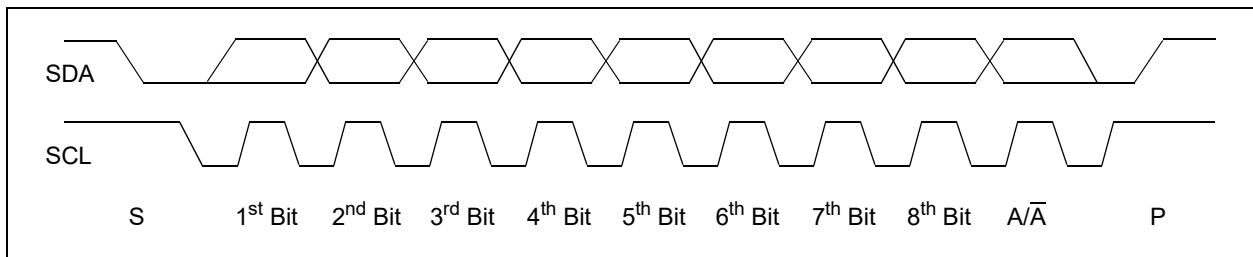 SDA
SCL
S 1st Bit 2nd Bit 3rd Bit 4th Bit 5th Bit 6th Bit 7th Bit 8th Bit A/A̅ P